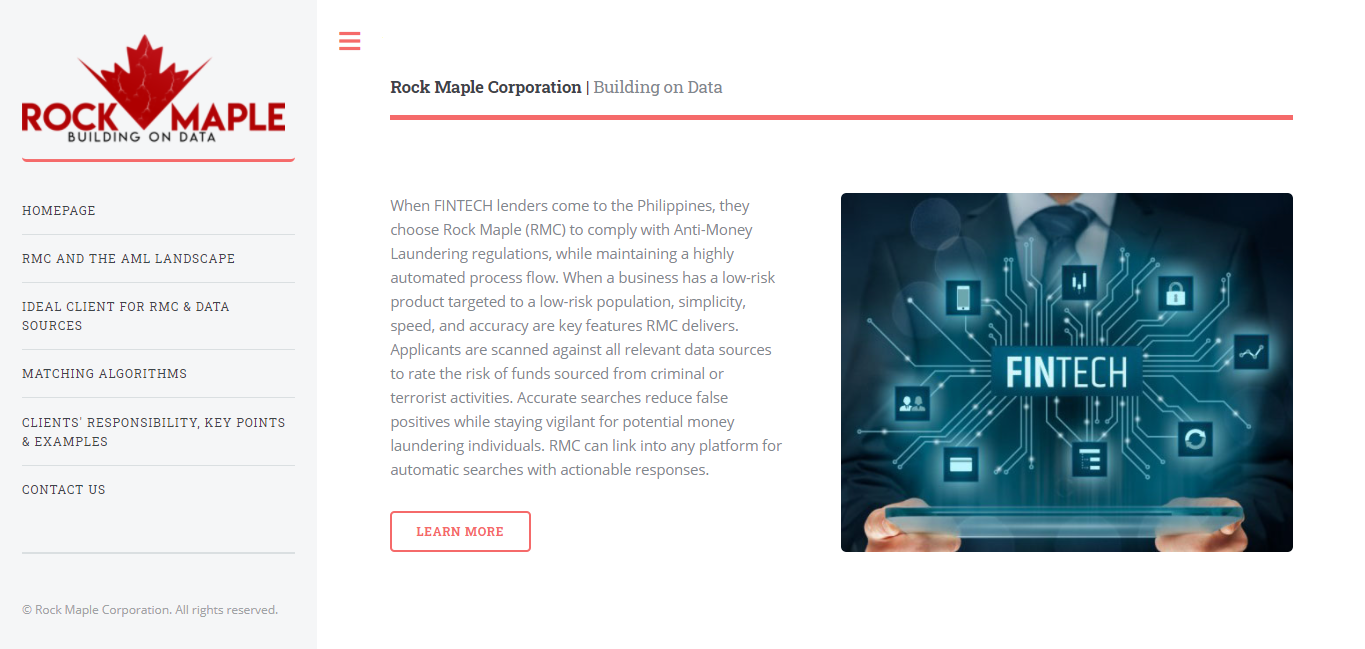 ROCK MAPLE
BUILDING ON DATA
HOMEPAGE
RMC AND THE AML LANDSCAPE
IDEAL CLIENT FOR RMC & DATA
SOURCES
MATCHING ALGORITHMS
CLIENTS' RESPONSIBILITY, KEY POINTS
& EXAMPLES
CONTACT US
© Rock Maple Corporation. All rights reserved.
Rock Maple Corporation | Building on Data
When FINTECH lenders come to the Philippines, they
choose Rock Maple (RMC) to comply with Anti-Money
Laundering regulations, while maintaining a highly
automated process flow. When a business has a low-risk
product targeted to a low-risk population, simplicity,
speed, and accuracy are key features RMC delivers.
Applicants are scanned against all relevant data sources
to rate the risk of funds sourced from criminal or
terrorist activities. Accurate searches reduce false
positives while staying vigilant for potential money
laundering individuals. RMC can link into any platform for
automatic searches with actionable responses.
LEARN MORE
FINTECH